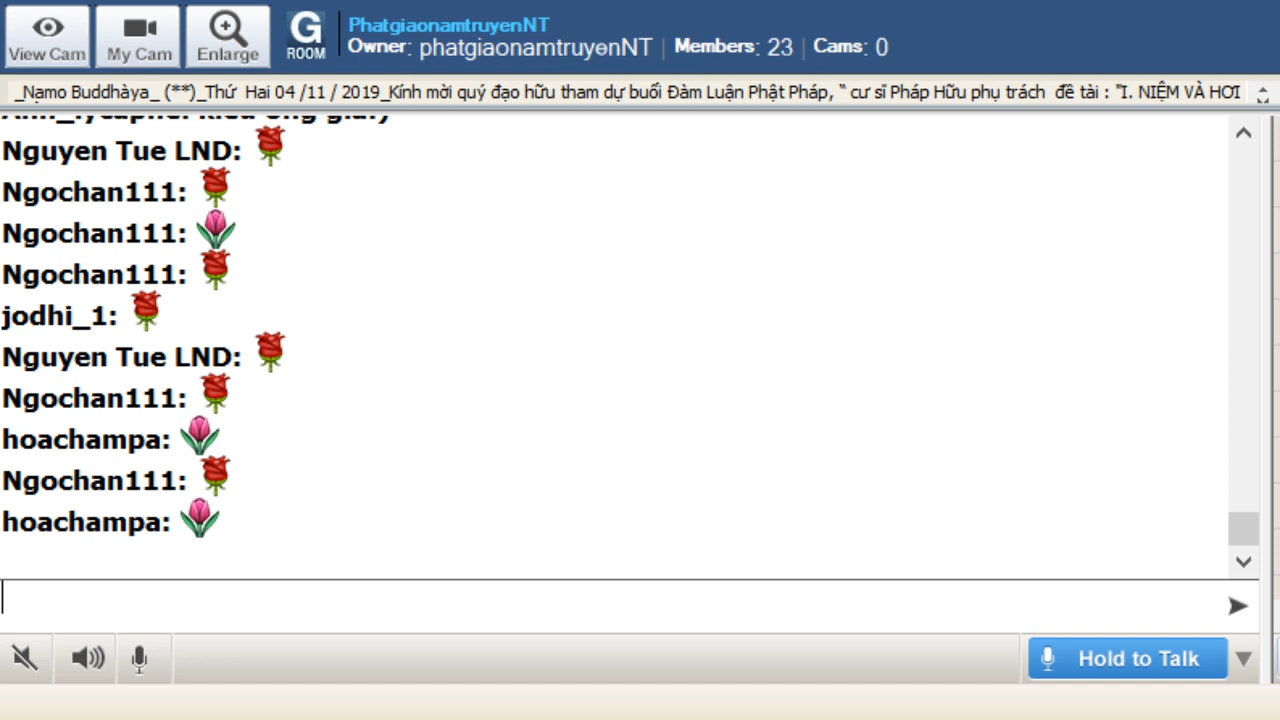 View Cam
My Cam
Enlarge
G
ROOM
PhatgiaonamtruyenNT
Owner: phatgiaonamtruyenNT | Members: 23 | Cams: 0
_Nạmo Buddhàya_ (**)_Thứ Hai 04 /11 / 2019_Kính mời quý đạo hữu tham dự buổi Đàm Luận Phật Pháp, “ cư sĩ Pháp Hữu phụ trách đề tài : "I. NIỆM VÀ HƠI
Nguyen Tue LND:
Ngochan111:
Ngochan111:
Ngochan111:
jodhi_1:
Nguyen Tue LND:
Ngochan111:
hoachampa:
Ngochan111:
hoachampa:
Hold to Talk